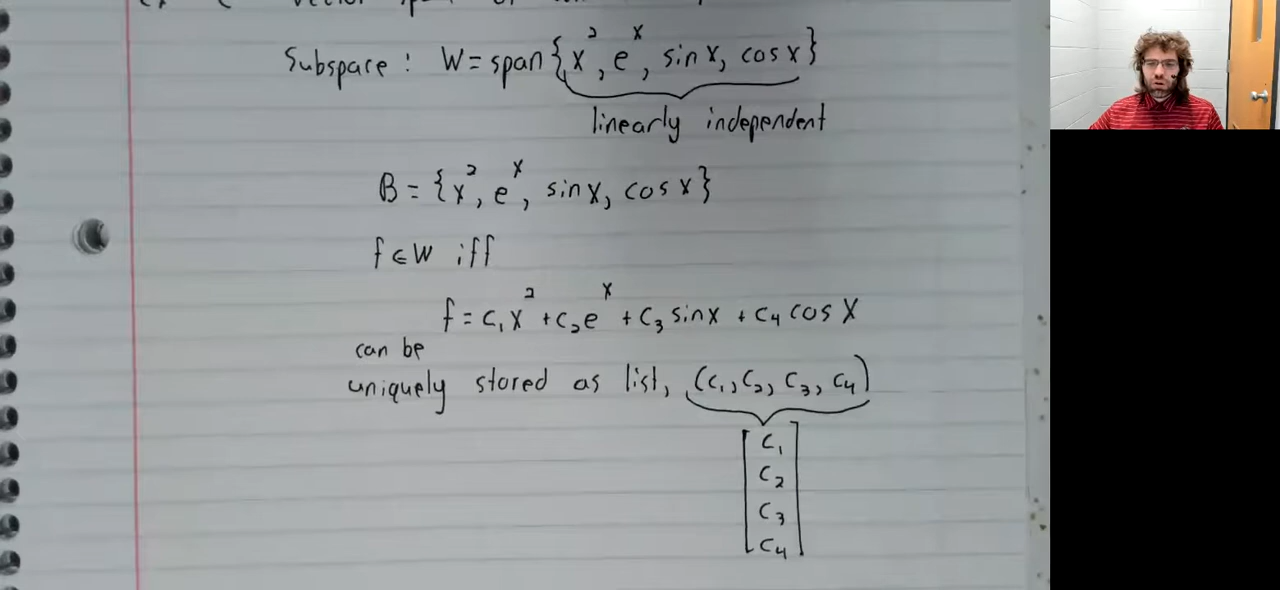 Subspace: W = span{x², eˣ, sin x, cos x}
linearly independent
B = {x², eˣ, sin x, cos x}
f ∈ W iff
f = c₁x² + c₂eˣ + c₃ sin x + c₄ cos x
can be
uniquely stored as list, (c₁, c₂, c₃, c₄)
[c₁
c₂
c₃
c₄]